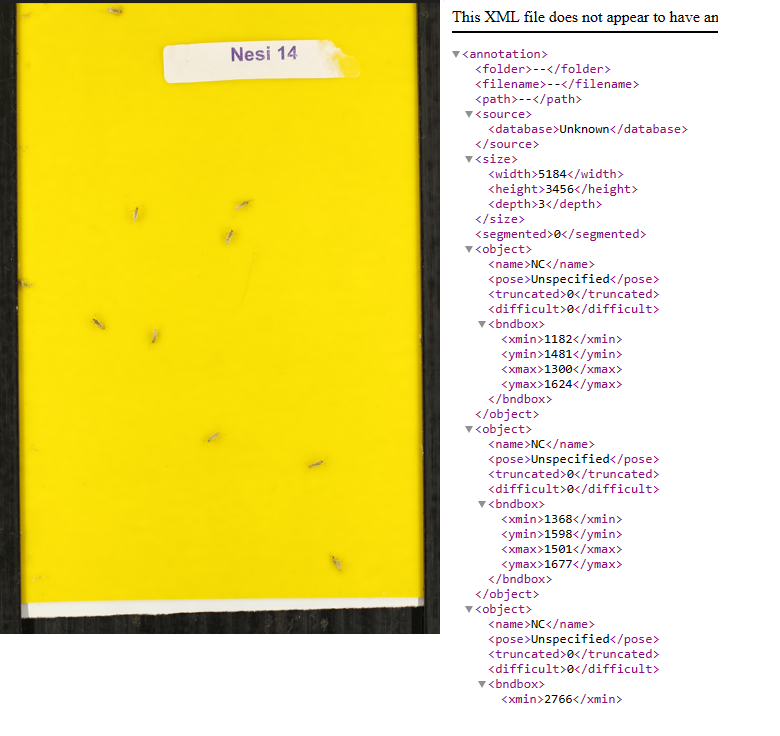 Nesi 14
This XML file does not appear to have an
▼<annotation>
<folder>--</folder>
<filename>--</filename>
<path>--</path>
▼<source>
<database>Unknown</database>
</source>
▼<size>
<width>5184</width>
<height>3456</height>
<depth>3</depth>
</size>
<segmented>0</segmented>
▼<object>
<name>NC</name>
<pose>Unspecified</pose>
<truncated>0</truncated>
<difficult>0</difficult>
▼<bndbox>
<xmin>1182</xmin>
<ymin>1481</ymin>
<xmax>1300</xmax>
<ymax>1624</ymax>
</bndbox>
</object>
▼<object>
<name>NC</name>
<pose>Unspecified</pose>
<truncated>0</truncated>
<difficult>0</difficult>
▼<bndbox>
<xmin>1368</xmin>
<ymin>1598</ymin>
<xmax>1501</xmax>
<ymax>1677</ymax>
</bndbox>
</object>
▼<object>
<name>NC</name>
<pose>Unspecified</pose>
<truncated>0</truncated>
<difficult>0</difficult>
▼<bndbox>
<xmin>2766</xmin>